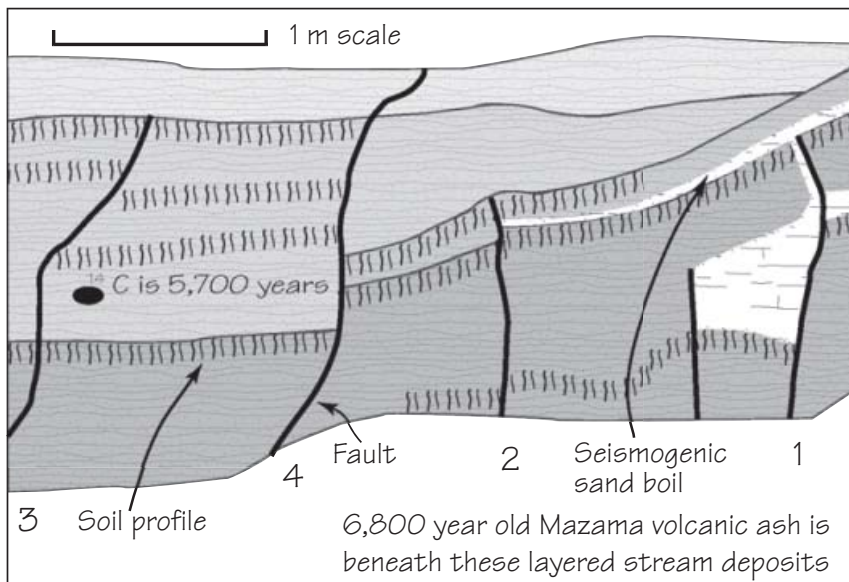 1 m scale
14 C is 5,700 years
Fault
4
2
Seismogenic
sand boil
1
3
Soil profile
6,800 year old Mazama volcanic ash is
beneath these layered stream deposits